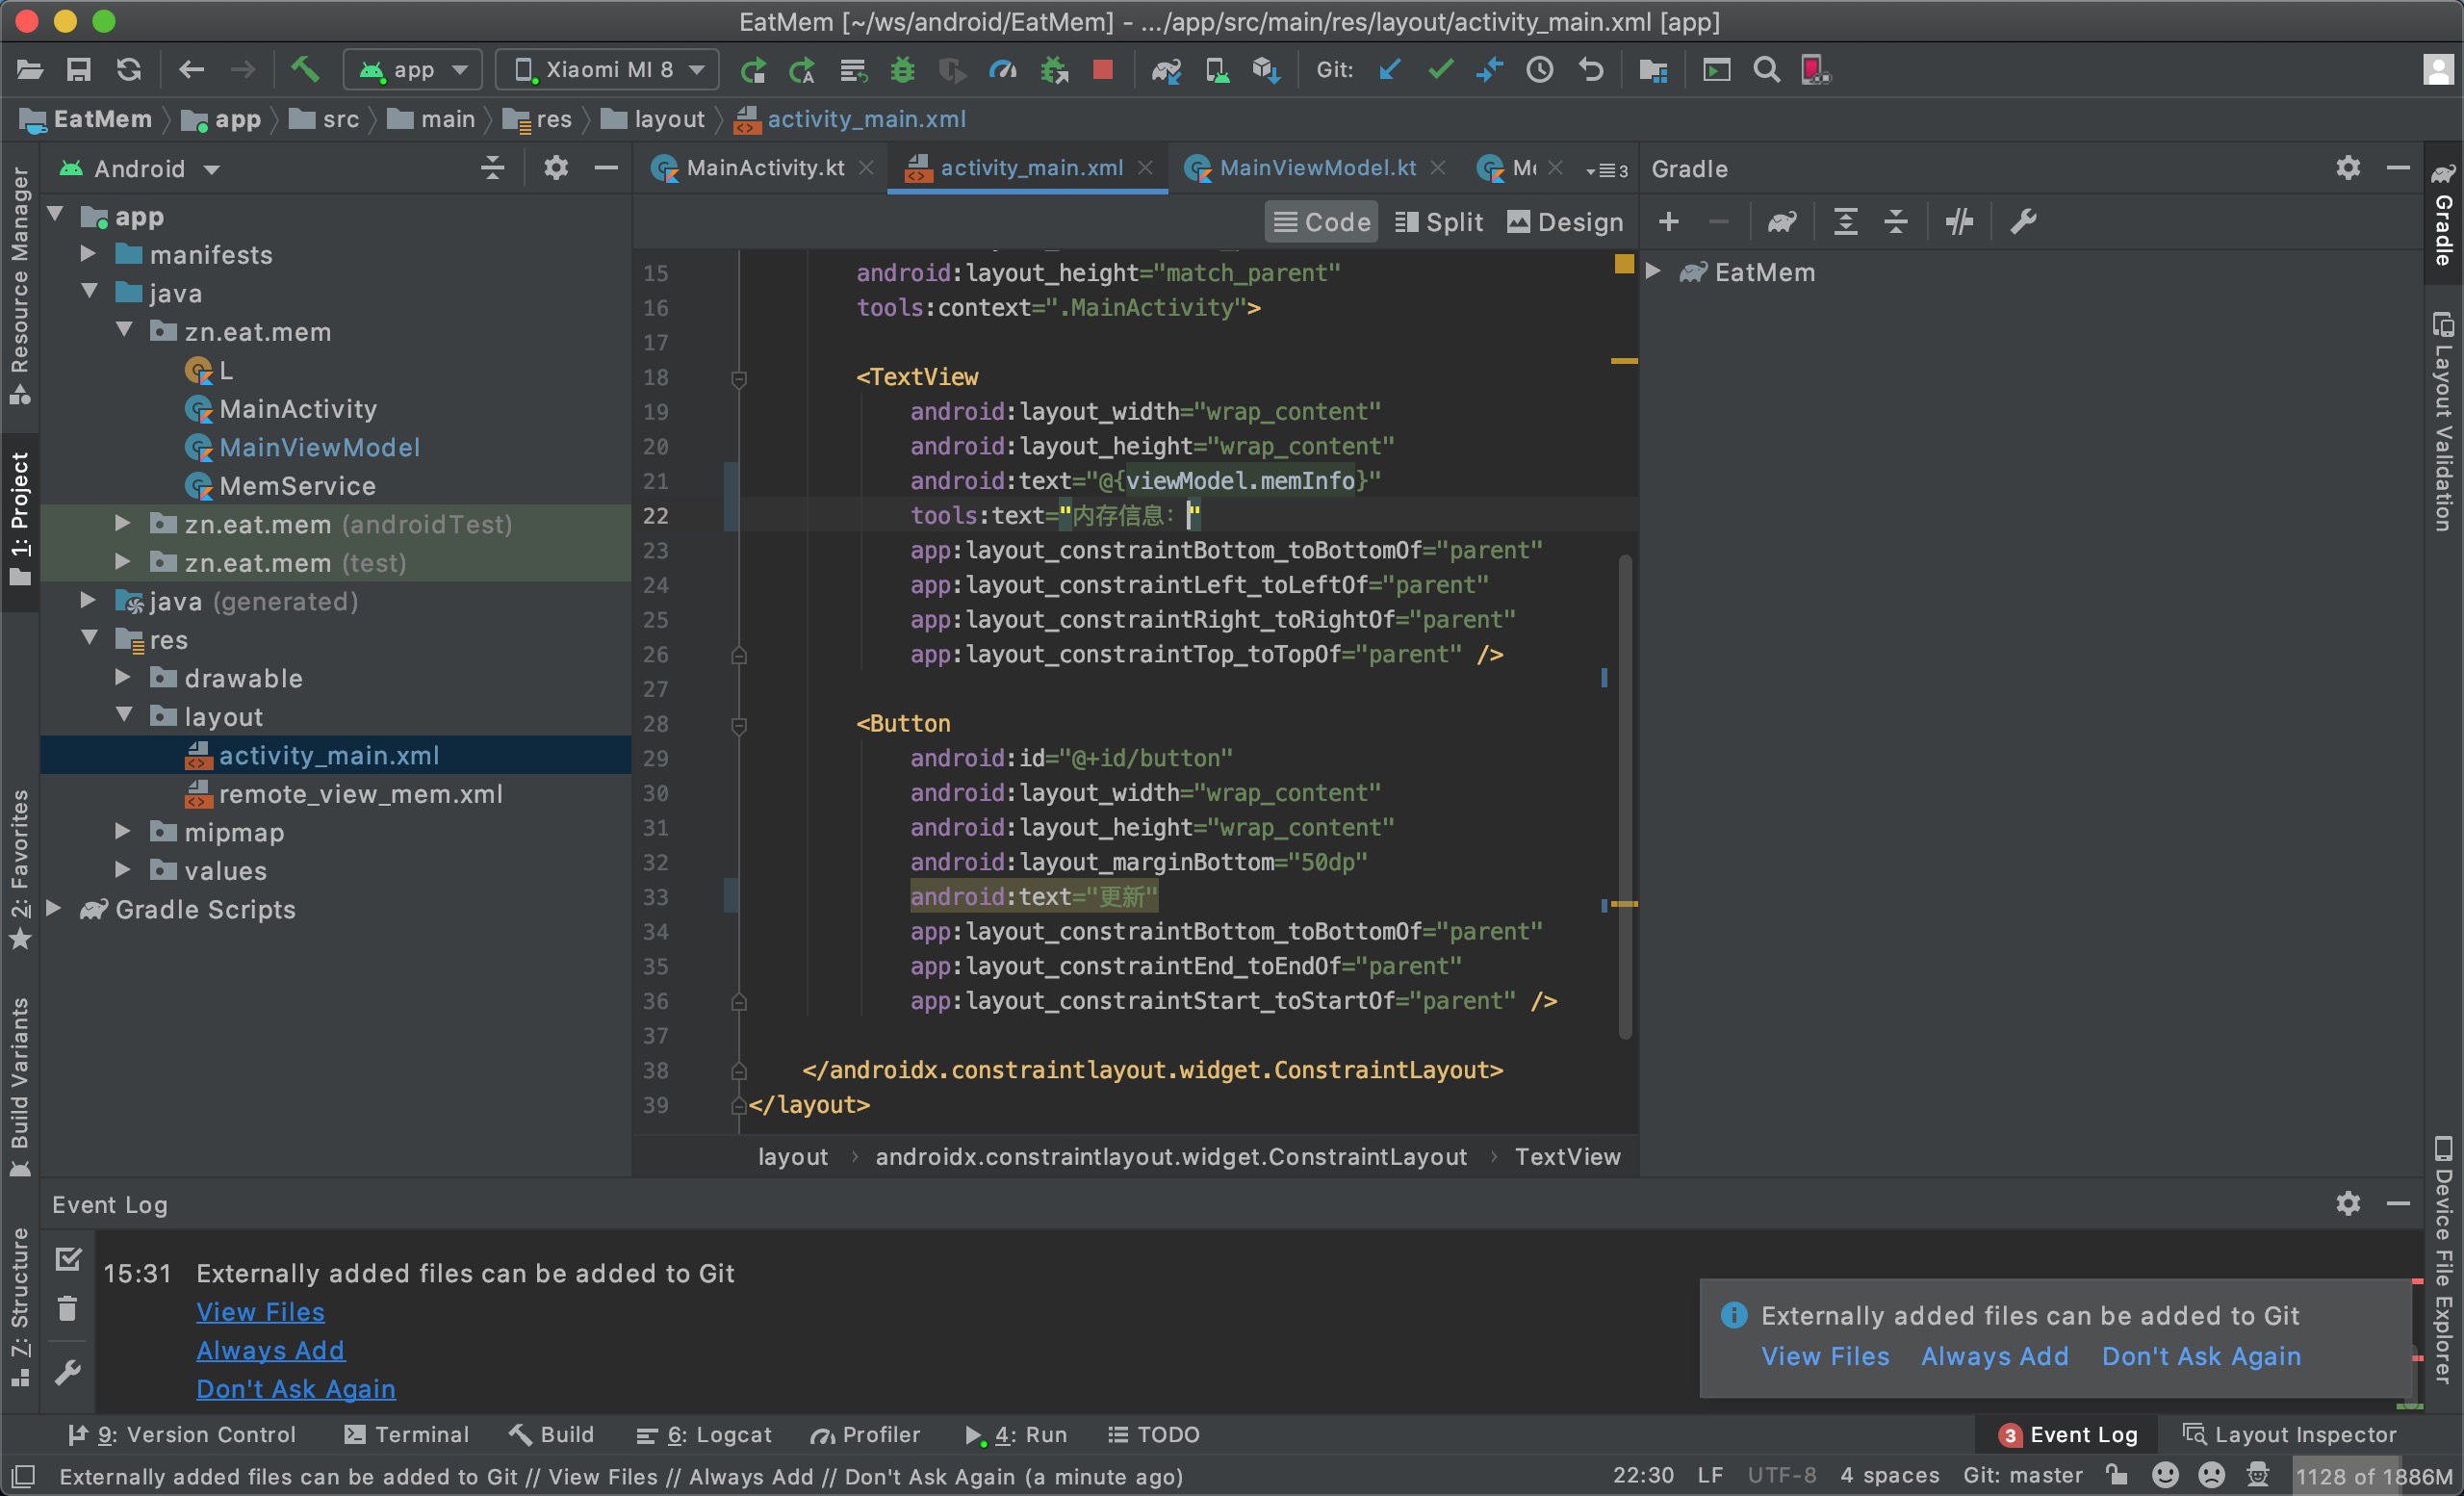 EatMem [~/ws/android/EatMem] - .../app/src/main/res/layout/activity_main.xml [app]
app
Xiaomi MI 8
Git:
EatMem
app
src
main
res
layout
activity_main.xml
Resource Manager
1: Project
2: Favorites
Build Variants
7: Structure
Android
app
manifests
java
zn.eat.mem
L
MainActivity
MainViewModel
MemService
zn.eat.mem (androidTest)
zn.eat.mem (test)
java (generated)
res
drawable
layout
activity_main.xml
remote_view_mem.xml
mipmap
values
Gradle Scripts
MainActivity.kt
activity_main.xml
MainViewModel.kt
3
Code
Split
Design
15 android:layout_height="match_parent"
16 tools:context=".MainActivity">
17
18 <TextView
19 android:layout_width="wrap_content"
20 android:layout_height="wrap_content"
21 android:text="@{viewModel.memInfo}"
22 tools:text="内存信息："
23 app:layout_constraintBottom_toBottomOf="parent"
24 app:layout_constraintLeft_toLeftOf="parent"
25 app:layout_constraintRight_toRightOf="parent"
26 app:layout_constraintTop_toTopOf="parent" />
27
28 <Button
29 android:id="@+id/button"
30 android:layout_width="wrap_content"
31 android:layout_height="wrap_content"
32 android:layout_marginBottom="50dp"
33 android:text="更新"
34 app:layout_constraintBottom_toBottomOf="parent"
35 app:layout_constraintEnd_toEndOf="parent"
36 app:layout_constraintStart_toStartOf="parent" />
37
38 </androidx.constraintlayout.widget.ConstraintLayout>
39 </layout>
layout
androidx.constraintlayout.widget.ConstraintLayout
TextView
Gradle
EatMem
Gradle
Layout Validation
Device File Explorer
Event Log
15:31 Externally added files can be added to Git
View Files
Always Add
Don't Ask Again
Externally added files can be added to Git
View Files Always Add Don't Ask Again
9: Version Control
Terminal
Build
6: Logcat
Profiler
4: Run
TODO
3 Event Log
Layout Inspector
Externally added files can be added to Git // View Files // Always Add // Don't Ask Again (a minute ago)
22:30
LF
UTF-8
4 spaces
Git: master
1128 of 1886M